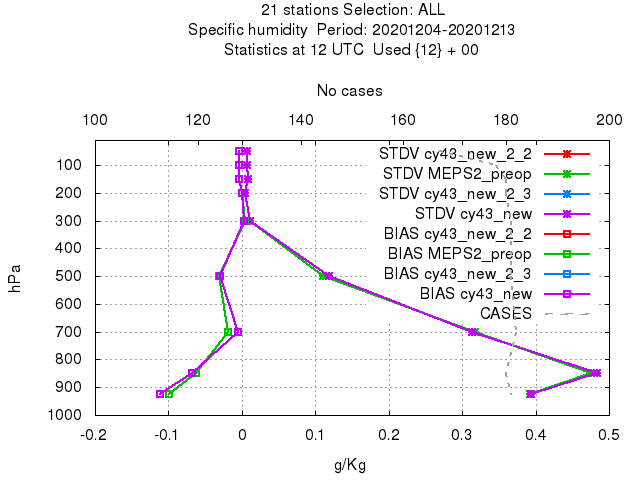 21 stations Selection: ALL
Specific humidity  Period: 20201204-20201213
Statistics at 12 UTC  Used {12} + 00
No cases
100 120 140 160 180 200
STDV cy43_new_2_2
100
STDV MEPS2_preop
STDV cy43_new_2_3
200
STDV cy43_new
300
BIAS cy43_new_2_2
400
BIAS MEPS2_preop
BIAS cy43_new_2_3
500
BIAS cy43_new
600
CASES
700
800
900
1000
hPa
-0.2 -0.1 0 0.1 0.2 0.3 0.4 0.5
g/Kg